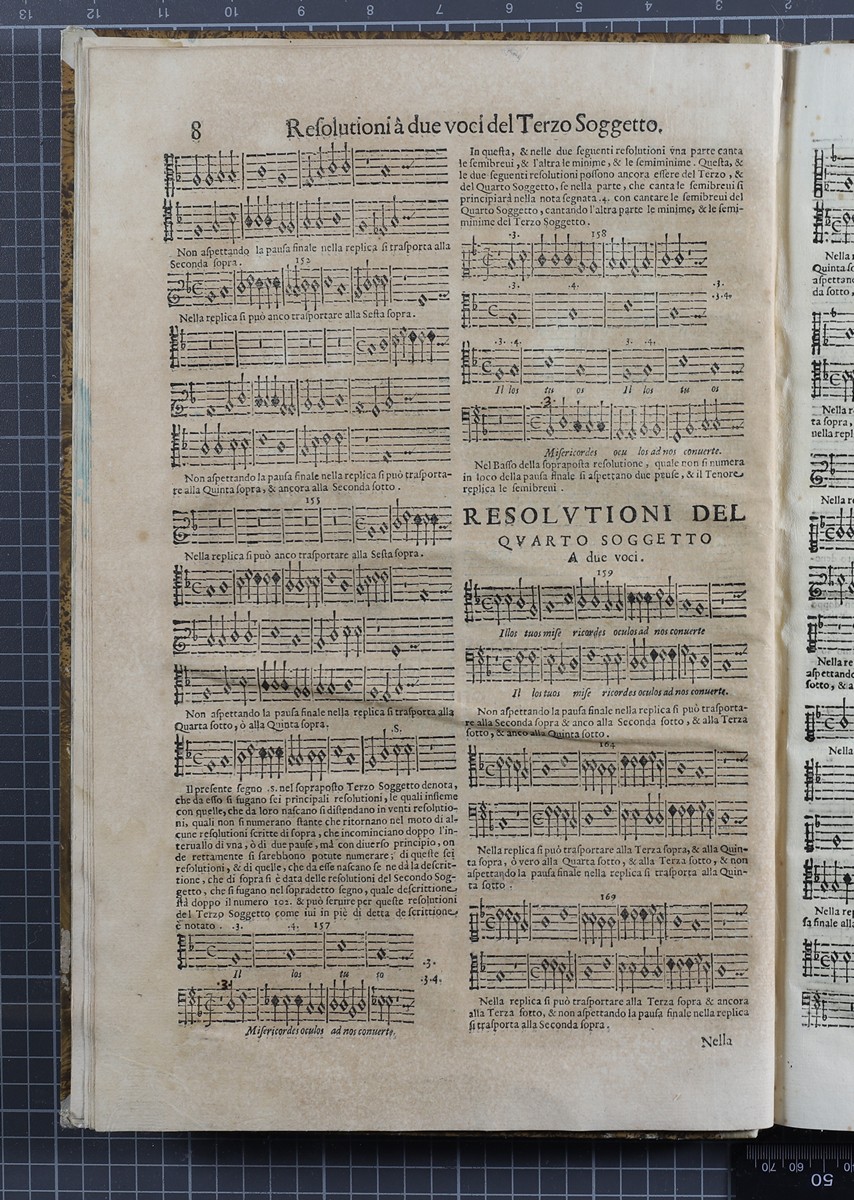 8 Resolutioni à due voci del Terzo Soggetto.
Non aspettando la pausa finale nella replica si trasporta alla
Seconda sopra. 152
Nella replica si può anco trasportare alla Sesta sopra.
Non aspettando la pausa finale nella replica si può trasporta-
re alla Quinta sopra, & ancora alla Seconda sotto.
153
Nella replica si può anco trasportare alla Sesta sopra.
Non aspettando la pausa finale nella replica si trasporta alla
Quarta sotto, ò alla Quinta sopra.
.S.
Il presente segno .s. nel sopraposto Terzo Soggetto denota,
che da esso si fugano sei principali resolutioni, le quali insieme
con quelle, che da loro nascano si distendano in venti resolutio-
ni, quali non si numerano stante che ritornano nel moto di al-
cune resolutioni scritte di sopra, che incominciano doppo l'in-
teruallo di vna, ò di due pause, mà con diuerso principio, on
de rettamente si sarebbono potute numerare; di queste sei
resolutioni, & di quelle, che da esse nascano se ne dà la descrit-
tione, che di sopra si è data delle resolutioni del Secondo Sog-
getto, che si fugano nel sopradetto segno, quale descrittione
stà doppo il numero 102. & può seruire per queste resolutioni
del Terzo Soggetto come iui in piè di detta descrittione
è notato . .3. .4. 157
Il los tu so
.3.
.3.4.
.3.
Misericordes oculos ad nos conuerte.
In questa, & nelle due seguenti resolutioni vna parte canta
le semibreui, & l'altra le minime, & le semiminime. Questa, &
le due seguenti resolutioni possono ancora essere del Terzo, &
del Quarto Soggetto, se nella parte, che canta le semibreui si
principiarà nella nota segnata .4. con cantare le semibreui del
Quarto Soggetto, cantando l'altra parte le minime, & le semi-
minime del Terzo Soggetto.
.3. 158
.3. .4. .3.
.3.4.
.3. .4. 3. .4.
Il los tu os Il los tu os
.3.
Misericordes ocu los ad nos conuerte.
Nel Basso della sopraposta resolutione, quale non si numera
in loco della pausa finale si aspettano due pause, & il Tenore
replica le semibreui .
RESOLVTIONI DEL
QVARTO SOGGETTO
A due voci.
159
Illos tuos mise ricordes oculos ad nos conuerte
Il los tuos mise ricordes oculos ad nos conuerte.
Non aspettando la pausa finale nella replica si può trasporta-
re alla Seconda sopra & anco alla Seconda sotto, & alla Terza
sotto, & anco alla Quinta sotto.
164
Nella replica si può trasportare alla Terza sopra, & alla Quin-
ta sopra, ò vero alla Quarta sotto, & alla Terza sotto, & non
aspettando la pausa finale nella replica si trasporta alla Quin-
ta sotto .
169
Nella replica si può trasportare alla Terza sopra & ancora
alla Terza sotto, & non aspettando la pausa finale nella replica
si trasporta alla Seconda sopra.
Nella